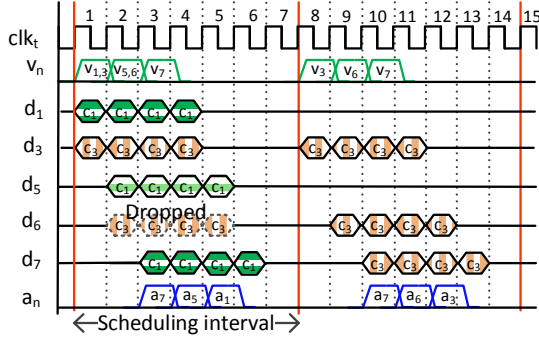 1 2 3 4 5 6 7 8 9 10 11 12 13 14 15
clkt
vn v1,3 v5,6 v7 v3 v6 v7
d1 c1 c1 c1 c1
d3 c3 c3 c3 c3 c3 c3 c3 c3
d5 c1 c1 c1 c1
Dropped
d6 c3 c3 c3 c3 c3 c3 c3 c3
d7 c1 c1 c1 c1 c3 c3 c3 c3
an a7 a5 a1 a7 a6 a3
Scheduling interval